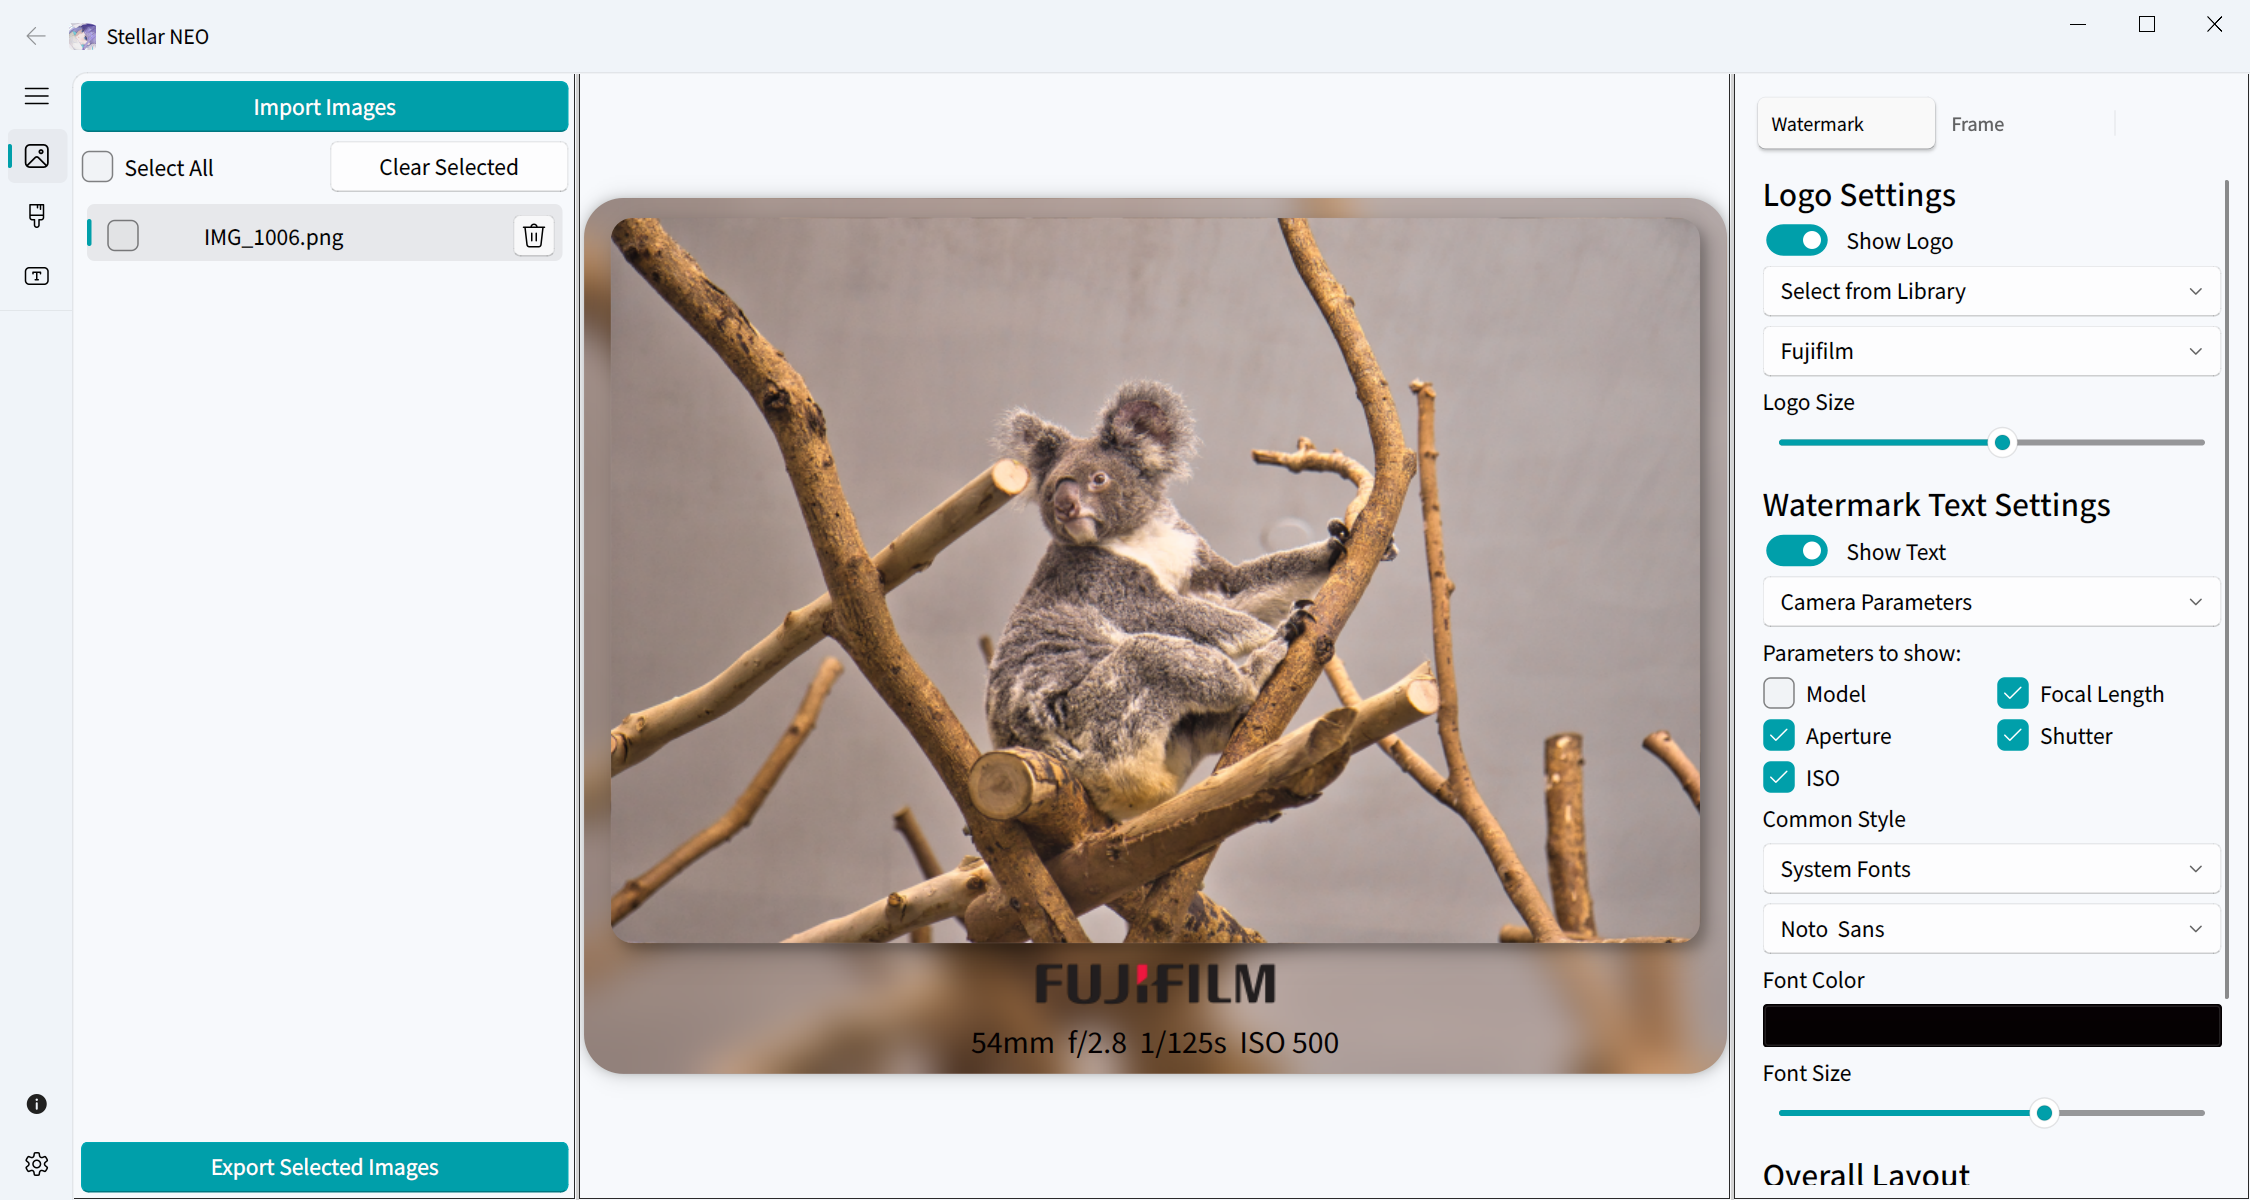 Stellar NEO
Import Images
Select All
Clear Selected
IMG_1006.png
Export Selected Images
FUJIFILM
54mm  f/2.8  1/125s  ISO 500
Watermark
Frame
Logo Settings
Show Logo
Select from Library
Fujifilm
Logo Size
Watermark Text Settings
Show Text
Camera Parameters
Parameters to show:
Model
Focal Length
Aperture
Shutter
ISO
Common Style
System Fonts
Noto  Sans
Font Color
Font Size
Overall Layout